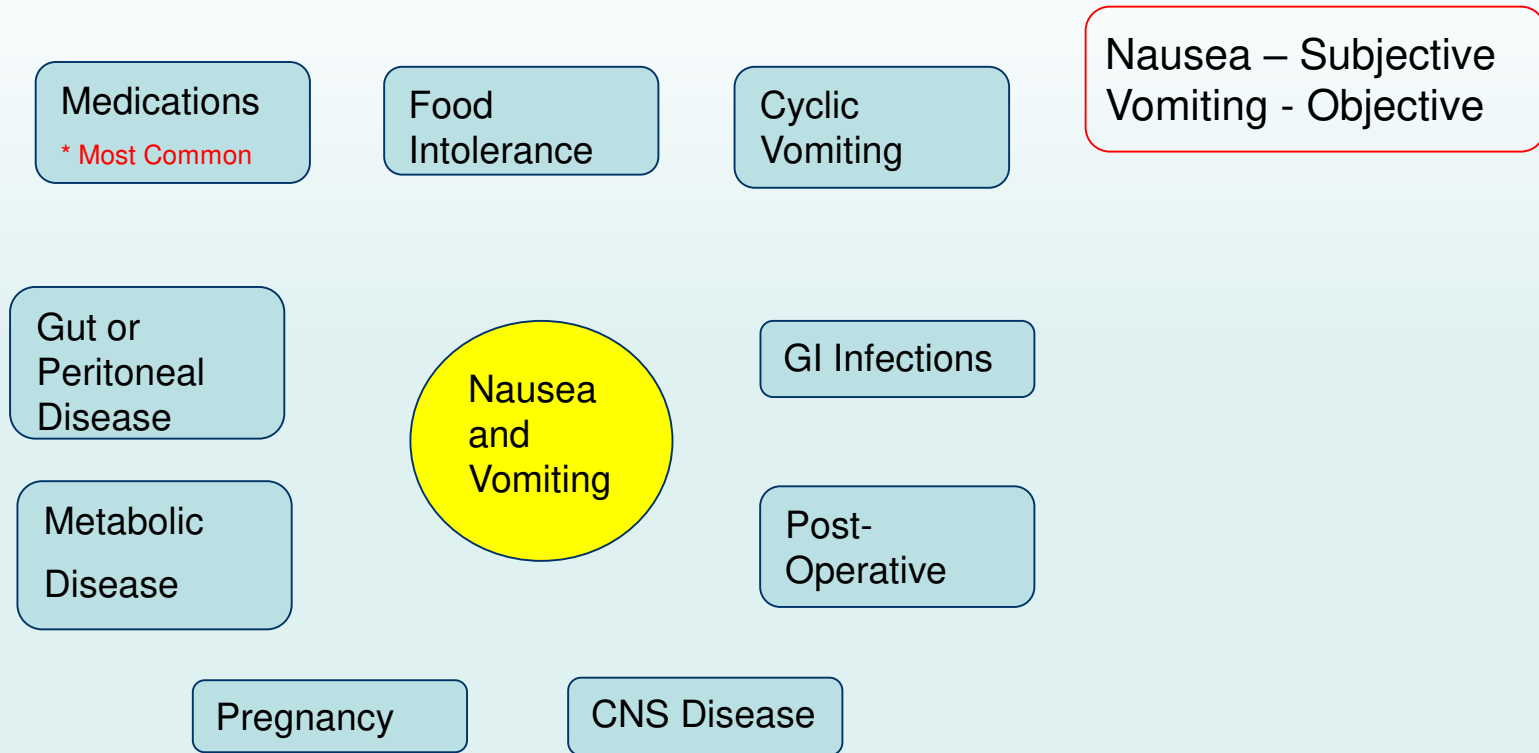 Medications
* Most Common
Food
Intolerance
Cyclic
Vomiting
Nausea – Subjective
Vomiting - Objective
Gut or
Peritoneal
Disease
Nausea
and
Vomiting
GI Infections
Metabolic
Disease
Post-
Operative
Pregnancy
CNS Disease